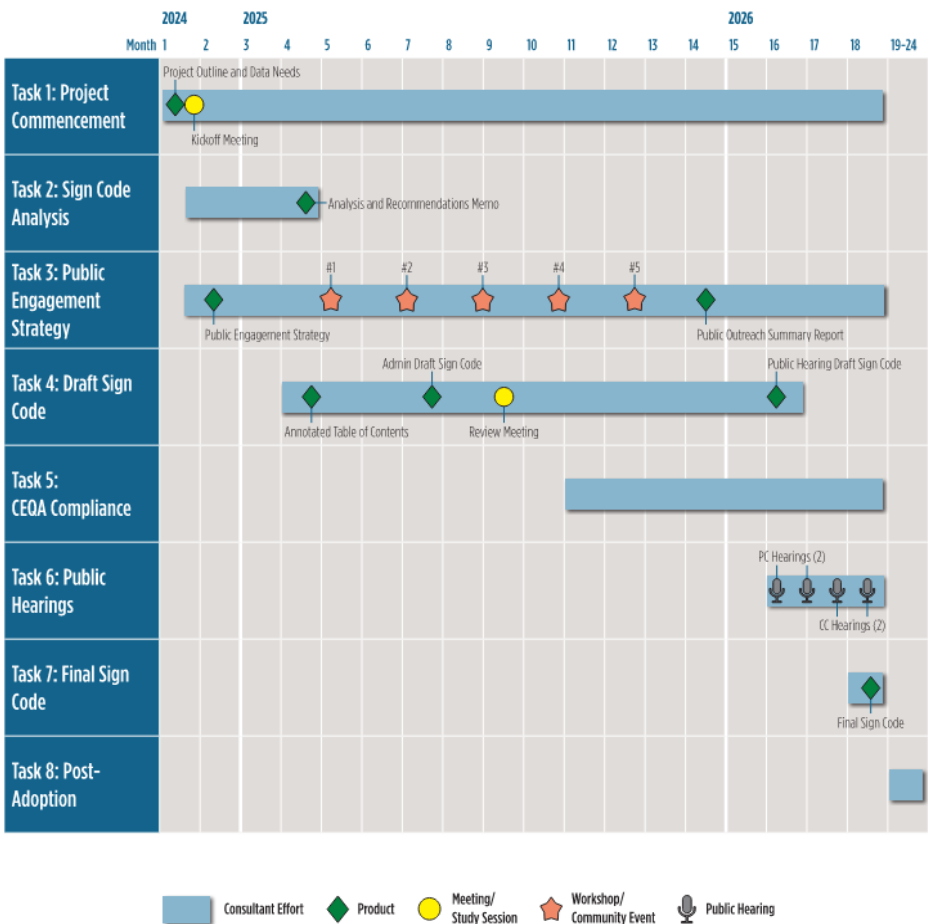 2024 2025 2026
Month 1 2 3 4 5 6 7 8 9 10 11 12 13 14 15 16 17 18 19-24
Task 1: Project
Commencement
Project Outline and Data Needs
Kickoff Meeting
Task 2: Sign Code
Analysis
Analysis and Recommendations Memo
Task 3: Public
Engagement
Strategy
#1 #2 #3 #4 #5
Public Engagement Strategy
Public Outreach Summary Report
Task 4: Draft Sign
Code
Admin Draft Sign Code
Public Hearing Draft Sign Code
Annotated Table of Contents
Review Meeting
Task 5:
CEQA Compliance
Task 6: Public
Hearings
PC Hearings (2)
CC Hearings (2)
Task 7: Final Sign
Code
Final Sign Code
Task 8: Post-
Adoption
Consultant Effort
Product
Meeting/
Study Session
Workshop/
Community Event
Public Hearing